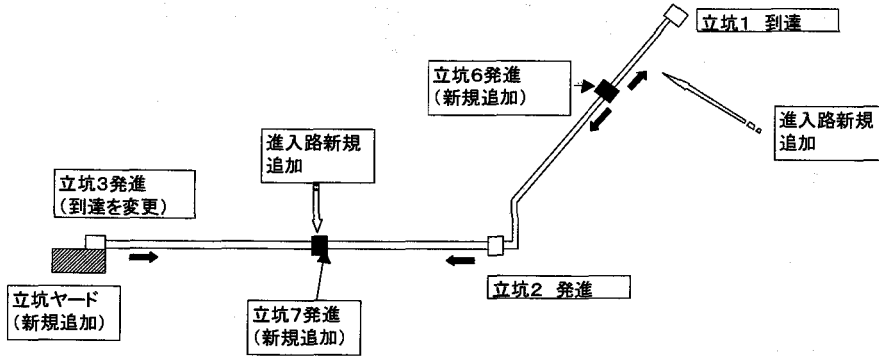 立坑1 到達
立坑6発進
(新規追加)
進入路新規
追加
進入路新規
追加
立坑3発進
(到達を変更)
立坑2 発進
立坑ヤード
(新規追加)
立坑7発進
(新規追加)